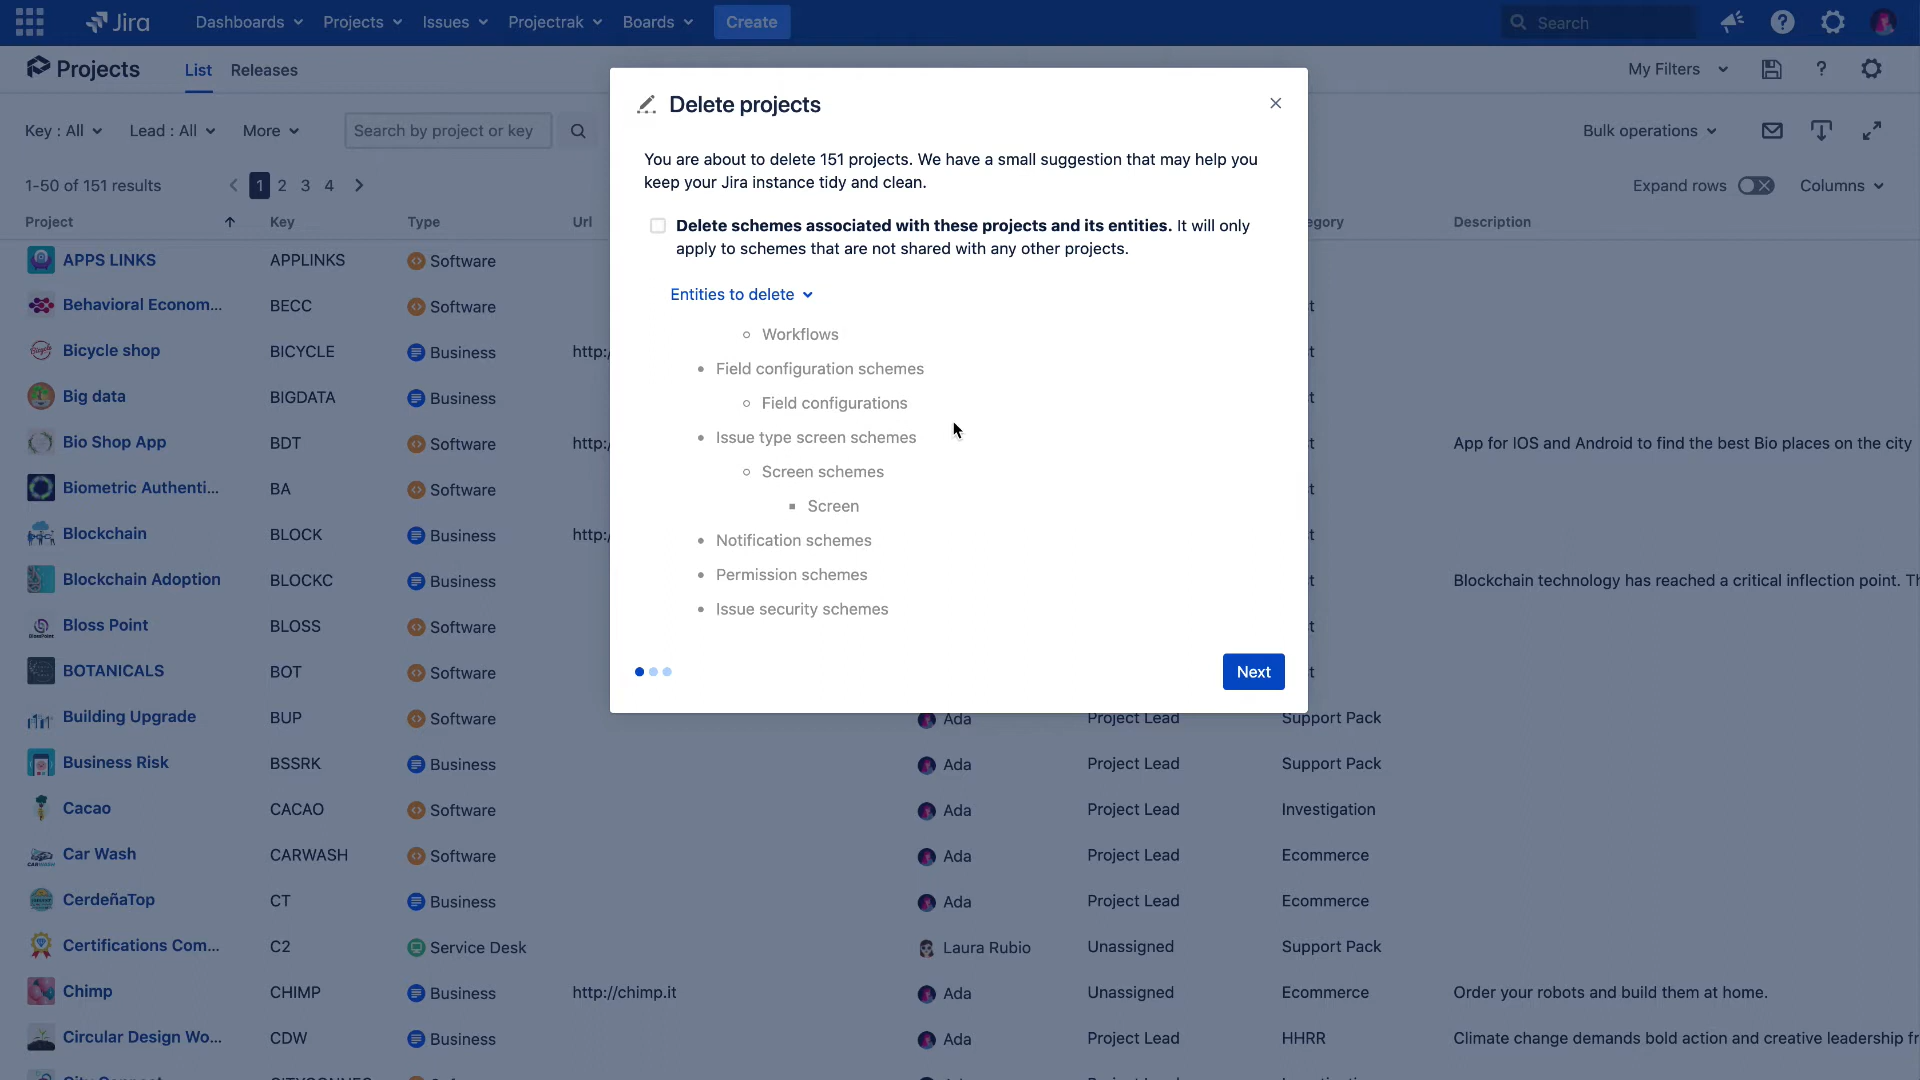 Jira Dashboards Projects Issues Projectrak Boards Create Search
Projects List Releases My Filters
Key : All Lead : All More Search by project or key Bulk operations
1-50 of 151 results 1 2 3 4 Expand rows Columns
Project Key Type Url egory Description
Delete projects
You are about to delete 151 projects. We have a small suggestion that may help you
keep your Jira instance tidy and clean.
Delete schemes associated with these projects and its entities. It will only
apply to schemes that are not shared with any other projects.
Entities to delete
Workflows
Field configuration schemes
Field configurations
Issue type screen schemes
Screen schemes
Screen
Notification schemes
Permission schemes
Issue security schemes
Next
APPS LINKS APPLINKS Software
Behavioral Econom... BECC Software t
Bicycle shop BICYCLE Business http:/ t
Big data BIGDATA Business t
Bio Shop App BDT Software http:/ t App for IOS and Android to find the best Bio places on the city
Biometric Authenti... BA Software t
Blockchain BLOCK Business http:/ t
Blockchain Adoption BLOCKC Business t Blockchain technology has reached a critical inflection point. Th
Bloss Point BLOSS Software t
BOTANICALS BOT Software t
Building Upgrade BUP Software Ada Project Lead Support Pack
Business Risk BSSRK Business Ada Project Lead Support Pack
Cacao CACAO Software Ada Project Lead Investigation
Car Wash CARWASH Software Ada Project Lead Ecommerce
CerdeñaTop CT Business Ada Project Lead Ecommerce
Certifications Com... C2 Service Desk Laura Rubio Unassigned Support Pack
Chimp CHIMP Business http://chimp.it Ada Unassigned Ecommerce Order your robots and build them at home.
Circular Design Wo... CDW Business Ada Project Lead HHRR Climate change demands bold action and creative leadership fr